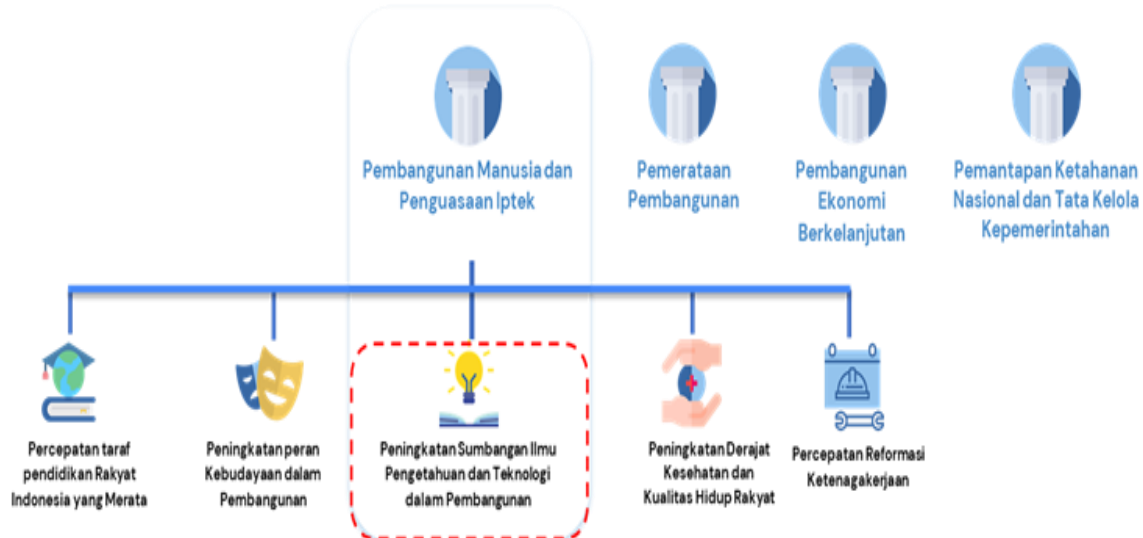 Pembangunan Manusia dan
Penguasaan Iptek
Pemerataan
Pembangunan
Pembangunan
Ekonomi
Berkelanjutan
Pemantapan Ketahanan
Nasional dan Tata Kelola
Kepemerintahan
Percepatan taraf
pendidikan Rakyat
Indonesia yang Merata
Peningkatan peran
Kebudayaan dalam
Pembangunan
Peningkatan Sumbangan Ilmu
Pengetahuan dan Teknologi
dalam Pembangunan
Peningkatan Derajat
Kesehatan dan
Kualitas Hidup Rakyat
Percepatan Reformasi
Ketenagakerjaan